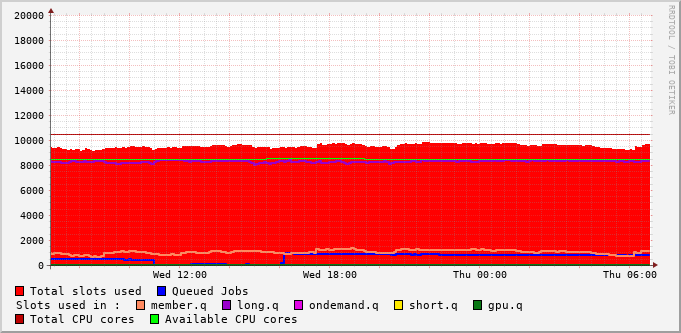 20000
18000
16000
14000
12000
10000
8000
6000
4000
2000
0
Wed 12:00 Wed 18:00 Thu 00:00 Thu 06:00
RRDTOOL / TOBI OETIKER
Total slots used Queued Jobs
Slots used in : member.q long.q ondemand.q short.q gpu.q
Total CPU cores Available CPU cores